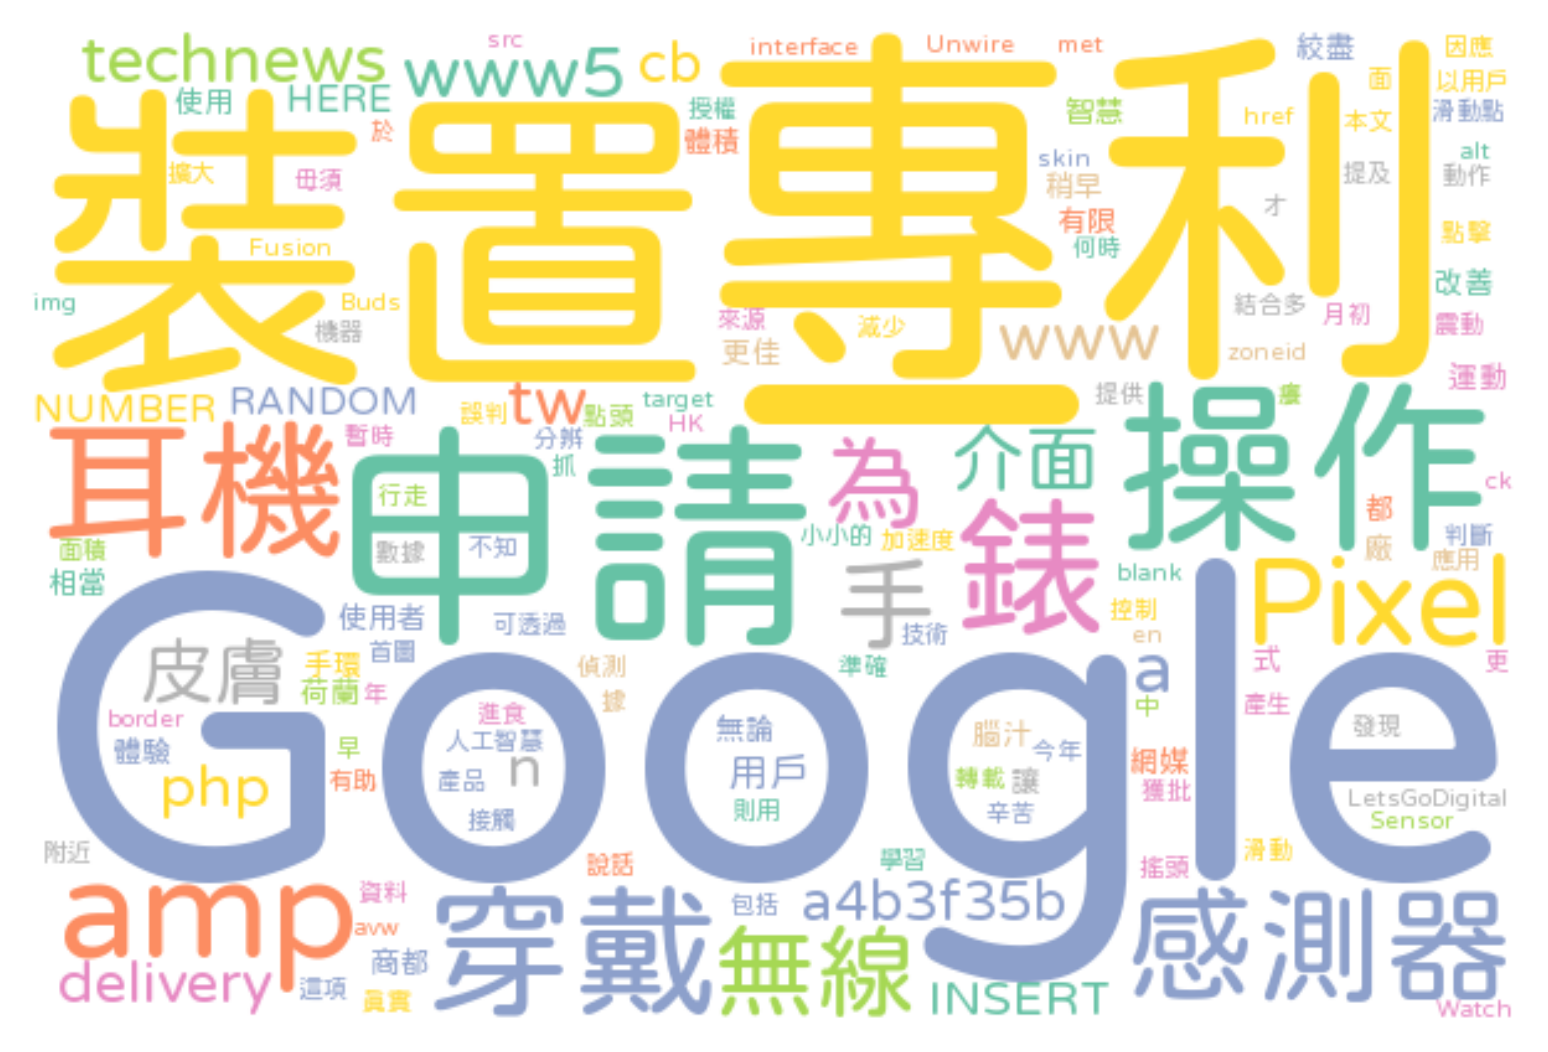 technews
src
www5
cb
interface
Unwire
met
絞盡
因應
面
以用戶
使用
HERE
於
授權
體積
智慧
href
本文
滑動點
裝置
專利
擴大
毋須
skin
稍早
提及
alt
動作
才
有限
何時
點擊
Fusion
改善
img
Buds
機器
來源
減少
更佳
www
結合多
月初
震動
zoneid
運動
NUMBER
RANDOM
誤判
tw
點頭
target
HK
提供
癢
耳機
暫時
分辨
抓
申請
為
介面
操作
ck
行走
數據
不知
小小的
加速度
錶
都
廠
判斷
應用
面積
相當
手
blank
Pixel
使用者
可透過
技術
控制
en
皮膚
手環
首圖
荷蘭
年
偵測
據
準確
a
中
式
更
產生
Google
border
體驗
早
有助
php
進食
人工智慧
產品
n
接觸
無論
用戶
則用
腦汁
今年
轉載
讓
辛苦
網媒
獲批
發現
LetsGoDigital
Sensor
附近
說話
學習
搖頭
滑動
amp
資料
avw
穿戴
包括
a4b3f35b
感測器
delivery
這項
商都
真實
無線
INSERT
Watch